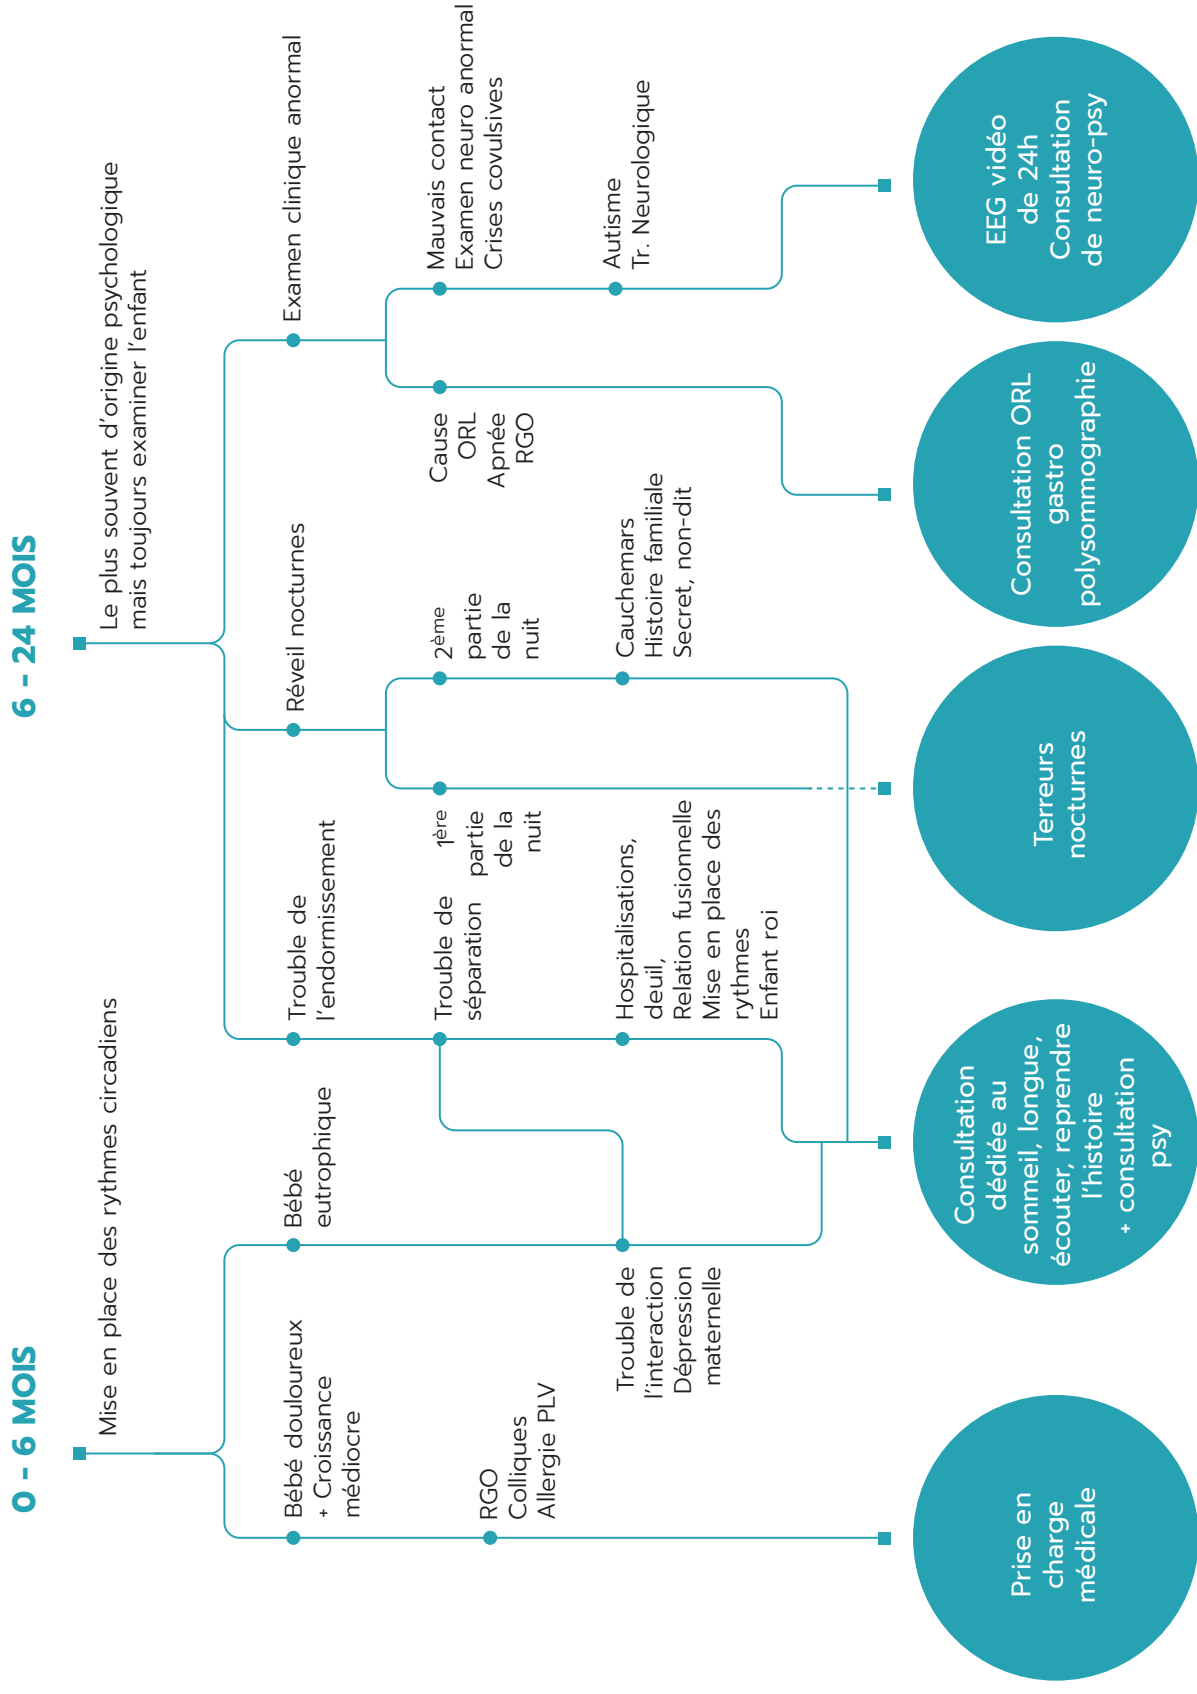 0 - 6 MOIS
Mise en place des rythmes circadiens
Bébé douloureux
+ Croissance
médiocre
RGO
Colliques
Allergie PLV
Bébé
eutrophique
Trouble de
l'interaction
Dépression
maternelle
6 - 24 MOIS
Le plus souvent d'origine psychologique
mais toujours examiner l'enfant
Trouble de
l'endormissement
Trouble de
séparation
Hospitalisations,
deuil,
Relation fusionnelle
Mise en place des
rythmes
Enfant roi
Réveil nocturnes
1ère
partie
de la
nuit
2ème
partie
de la
nuit
Cauchemars
Histoire familiale
Secret, non-dit
Examen clinique anormal
Cause
ORL
Apnée
RGO
Mauvais contact
Examen neuro anormal
Crises covulsives
Autisme
Tr. Neurologique
Prise en
charge
médicale
Consultation
dédiée au
sommeil, longue,
écouter, reprendre
l'histoire
+ consultation
psy
Terreurs
nocturnes
Consultation ORL
gastro
polysommographie
EEG vidéo
de 24h
Consultation
de neuro-psy